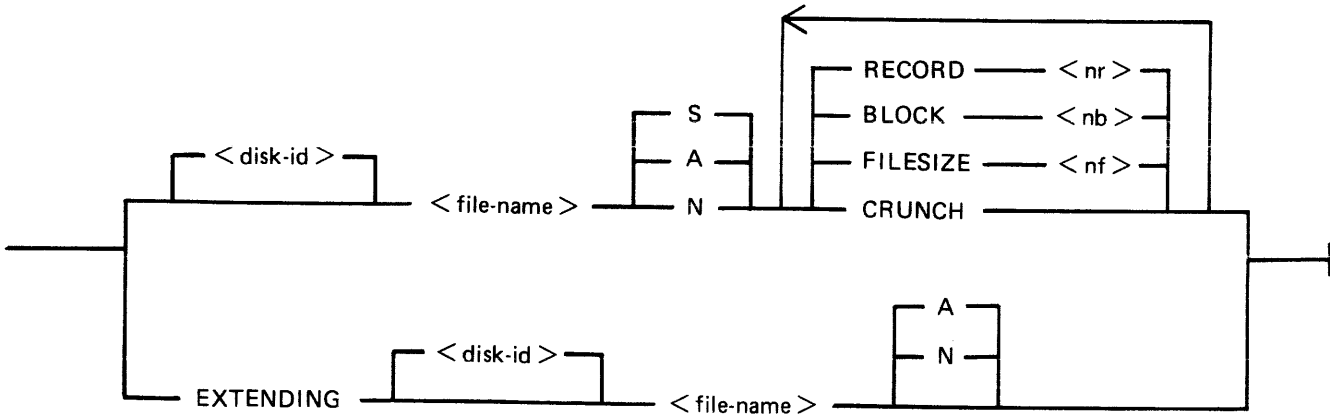 RECORD <nr>
S BLOCK <nb>
<disk-id> A FILESIZE <nf>
<file-name> N CRUNCH
A
<disk-id> N
EXTENDING <file-name>